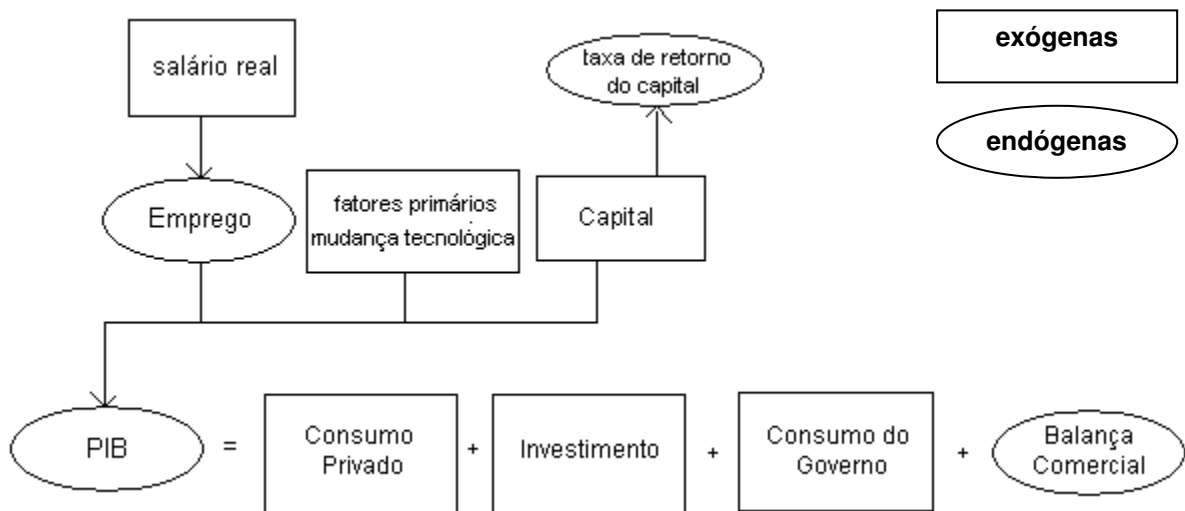 salário real
taxa de retorno
do capital
exógenas
endógenas
Emprego
fatores primários
mudança tecnológica
Capital
PIB
=
Consumo
Privado
+
Investimento
+
Consumo do
Governo
+
Balança
Comercial